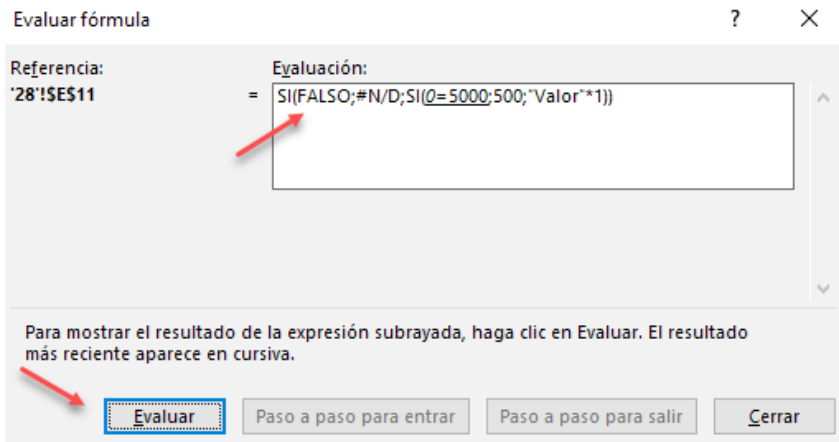 Evaluar fórmula
?
Referencia:
Evaluación:
'28'!$E$11
=
SI(FALSO;#N/D;SI(0=5000;500;"Valor"*1))
Para mostrar el resultado de la expresión subrayada, haga clic en Evaluar. El resultado
más reciente aparece en cursiva.
Evaluar
Paso a paso para entrar
Paso a paso para salir
Cerrar